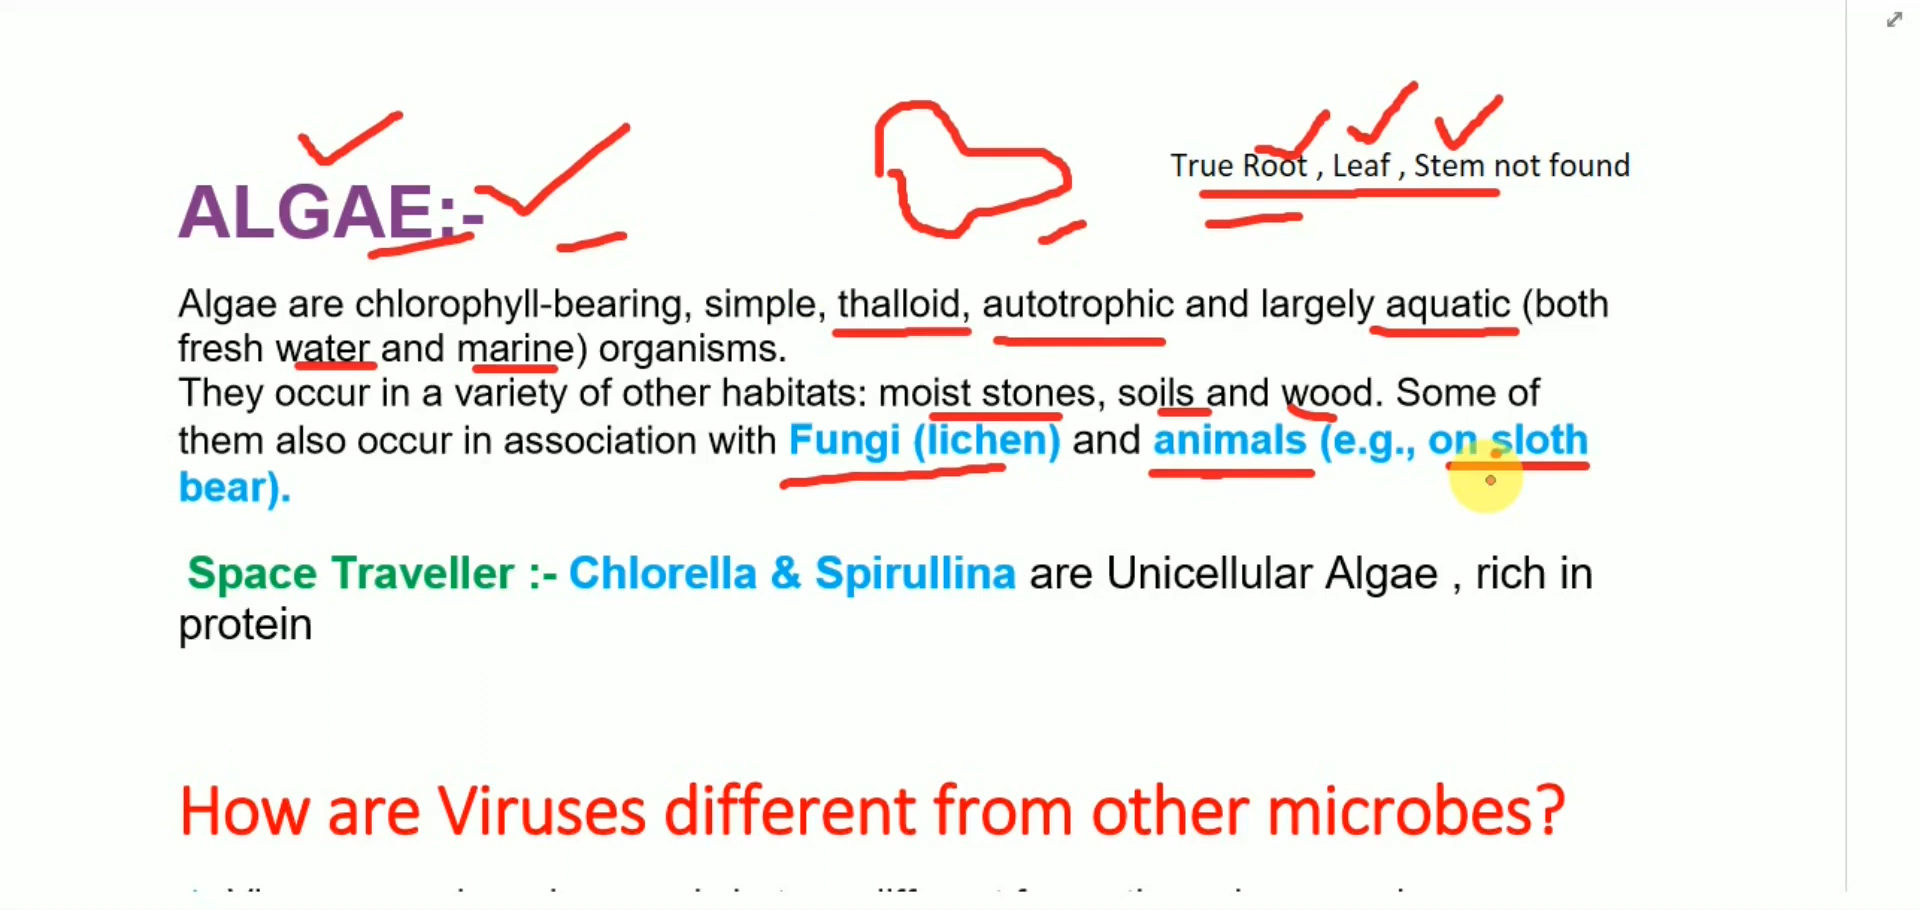 True Root , Leaf , Stem not found
ALGAE:-
Algae are chlorophyll-bearing, simple, thalloid, autotrophic and largely aquatic (both
fresh water and marine) organisms.
They occur in a variety of other habitats: moist stones, soils and wood. Some of
them also occur in association with Fungi (lichen) and animals (e.g., on sloth
bear).
Space Traveller :- Chlorella & Spirullina are Unicellular Algae , rich in
protein
How are Viruses different from other microbes?